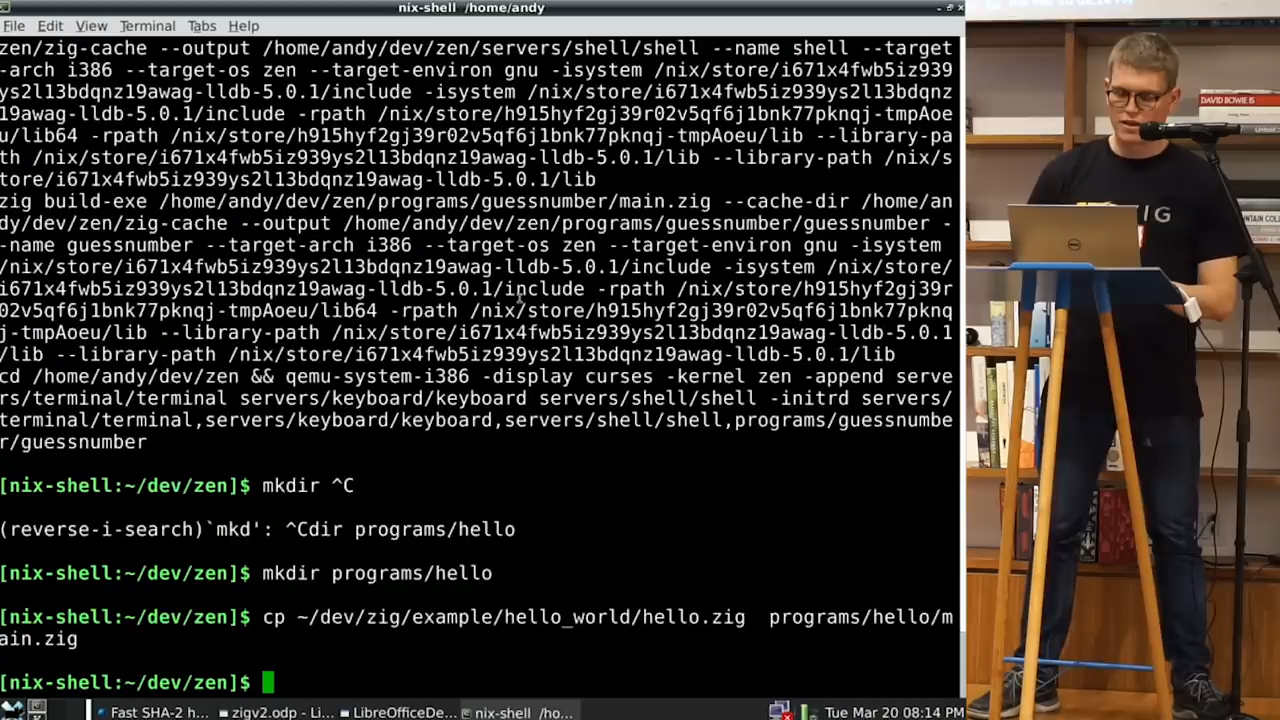 nix-shell /home/andy
File Edit View Terminal Tabs Help
zen/zig-cache --output /home/andy/dev/zen/servers/shell/shell --name shell --target
-arch i386 --target-os zen --target-environ gnu -isystem /nix/store/i671x4fwb5iz939
ys2l13bdqnz19awag-lldb-5.0.1/include -isystem /nix/store/i671x4fwb5iz939ys2l13bdqnz
19awag-lldb-5.0.1/include -rpath /nix/store/h915hyf2gj39r02v5qf6j1bnk77pknqj-tmpAoe
u/lib64 -rpath /nix/store/h915hyf2gj39r02v5qf6j1bnk77pknqj-tmpAoeu/lib --library-pa
th /nix/store/i671x4fwb5iz939ys2l13bdqnz19awag-lldb-5.0.1/lib --library-path /nix/s
tore/i671x4fwb5iz939ys2l13bdqnz19awag-lldb-5.0.1/lib
zig build-exe /home/andy/dev/zen/programs/guessnumber/main.zig --cache-dir /home/an
dy/dev/zen/zig-cache --output /home/andy/dev/zen/programs/guessnumber/guessnumber -
-name guessnumber --target-arch i386 --target-os zen --target-environ gnu -isystem
/nix/store/i671x4fwb5iz939ys2l13bdqnz19awag-lldb-5.0.1/include -isystem /nix/store/
i671x4fwb5iz939ys2l13bdqnz19awag-lldb-5.0.1/include -rpath /nix/store/h915hyf2gj39r
02v5qf6j1bnk77pknqj-tmpAoeu/lib64 -rpath /nix/store/h915hyf2gj39r02v5qf6j1bnk77pknq
j-tmpAoeu/lib --library-path /nix/store/i671x4fwb5iz939ys2l13bdqnz19awag-lldb-5.0.1
/lib --library-path /nix/store/i671x4fwb5iz939ys2l13bdqnz19awag-lldb-5.0.1/lib
cd /home/andy/dev/zen && qemu-system-i386 -display curses -kernel zen -append serve
rs/terminal/terminal servers/keyboard/keyboard servers/shell/shell -initrd servers/
terminal/terminal,servers/keyboard/keyboard,servers/shell/shell,programs/guessnumbe
r/guessnumber
[nix-shell:~/dev/zen]$ mkdir ^C
(reverse-i-search)`mkd': ^Cdir programs/hello
[nix-shell:~/dev/zen]$ mkdir programs/hello
[nix-shell:~/dev/zen]$ cp ~/dev/zig/example/hello_world/hello.zig  programs/hello/m
ain.zig
[nix-shell:~/dev/zen]$
Fast SHA-2 h... zigv2.odp - Li... LibreOfficeDe... nix-shell /ho... Tue Mar 20 08:14 PM
DAVID BOWIE IS
ZIG
DELL